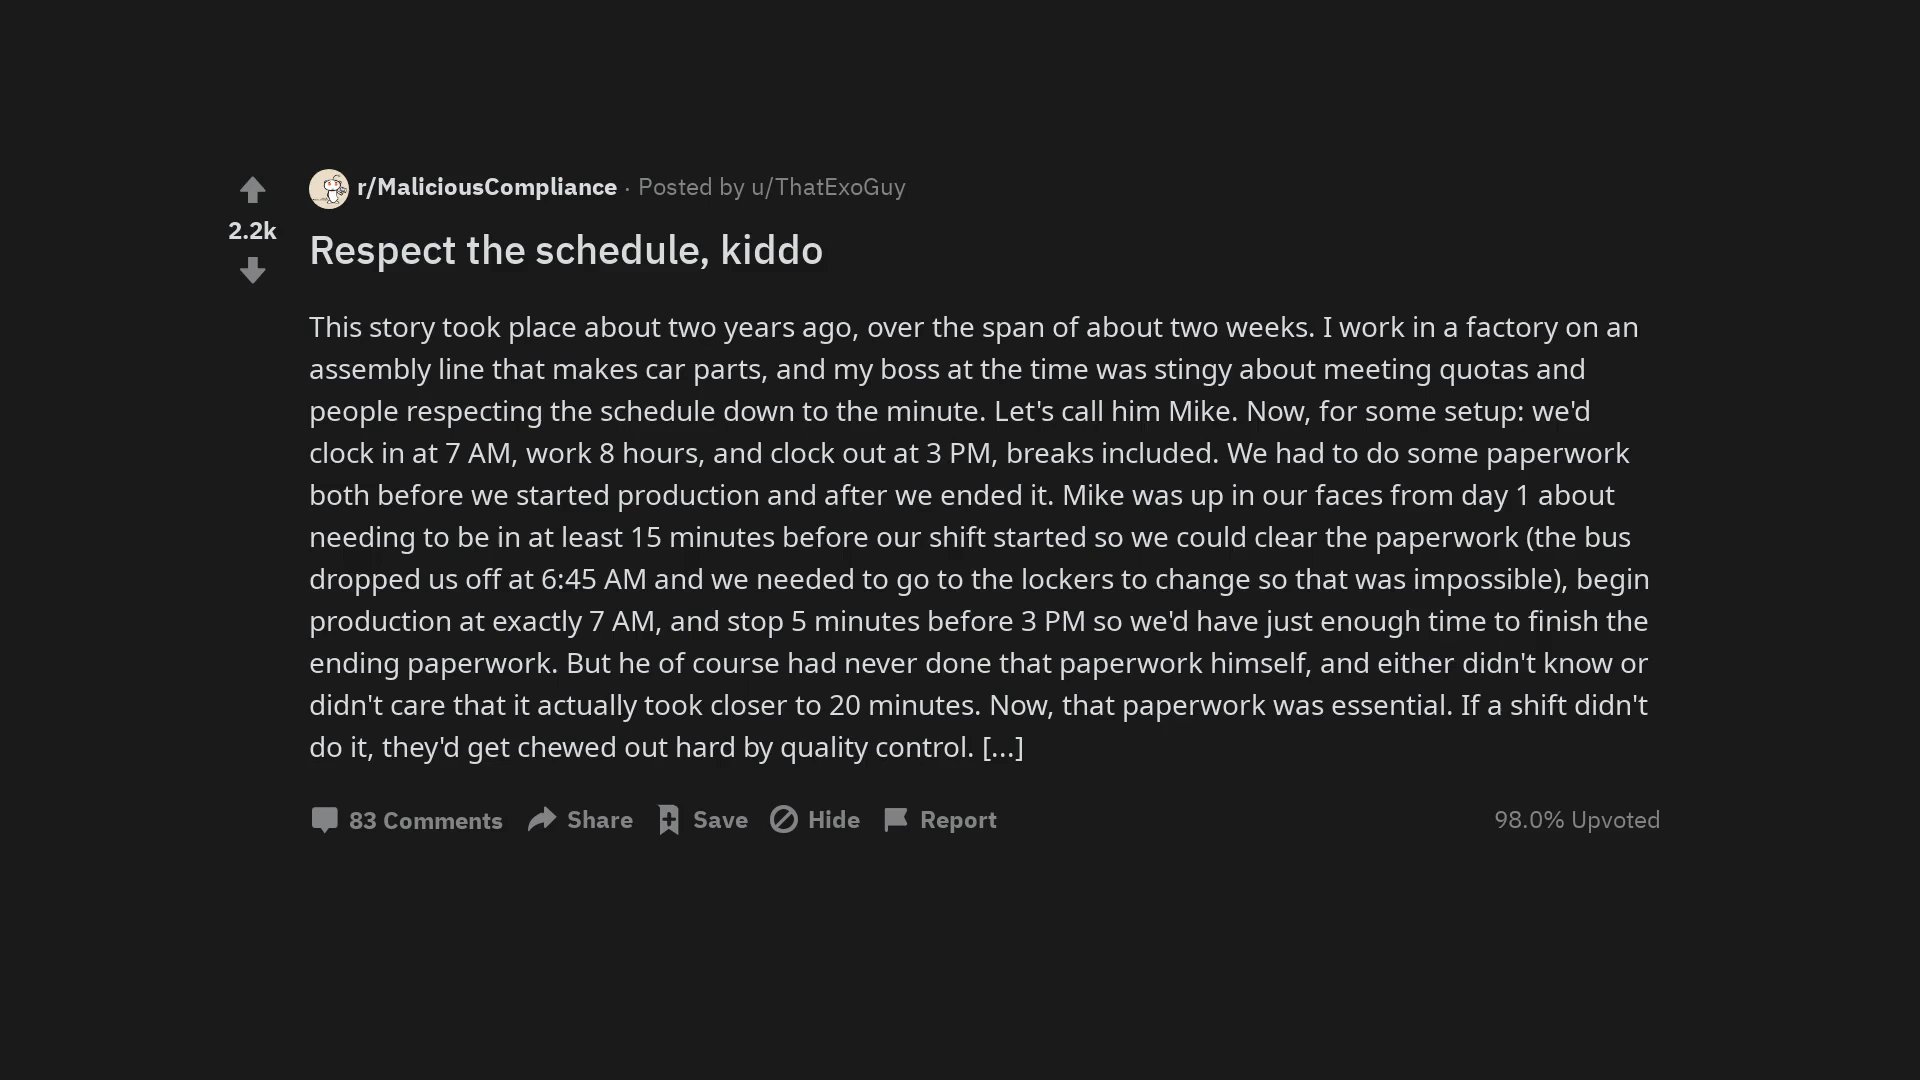 r/MaliciousCompliance · Posted by u/ThatExoGuy
2.2k
Respect the schedule, kiddo
This story took place about two years ago, over the span of about two weeks. I work in a factory on an
assembly line that makes car parts, and my boss at the time was stingy about meeting quotas and
people respecting the schedule down to the minute. Let's call him Mike. Now, for some setup: we'd
clock in at 7 AM, work 8 hours, and clock out at 3 PM, breaks included. We had to do some paperwork
both before we started production and after we ended it. Mike was up in our faces from day 1 about
needing to be in at least 15 minutes before our shift started so we could clear the paperwork (the bus
dropped us off at 6:45 AM and we needed to go to the lockers to change so that was impossible), begin
production at exactly 7 AM, and stop 5 minutes before 3 PM so we'd have just enough time to finish the
ending paperwork. But he of course had never done that paperwork himself, and either didn't know or
didn't care that it actually took closer to 20 minutes. Now, that paperwork was essential. If a shift didn't
do it, they'd get chewed out hard by quality control. [...]
83 Comments Share Save Hide Report 98.0% Upvoted